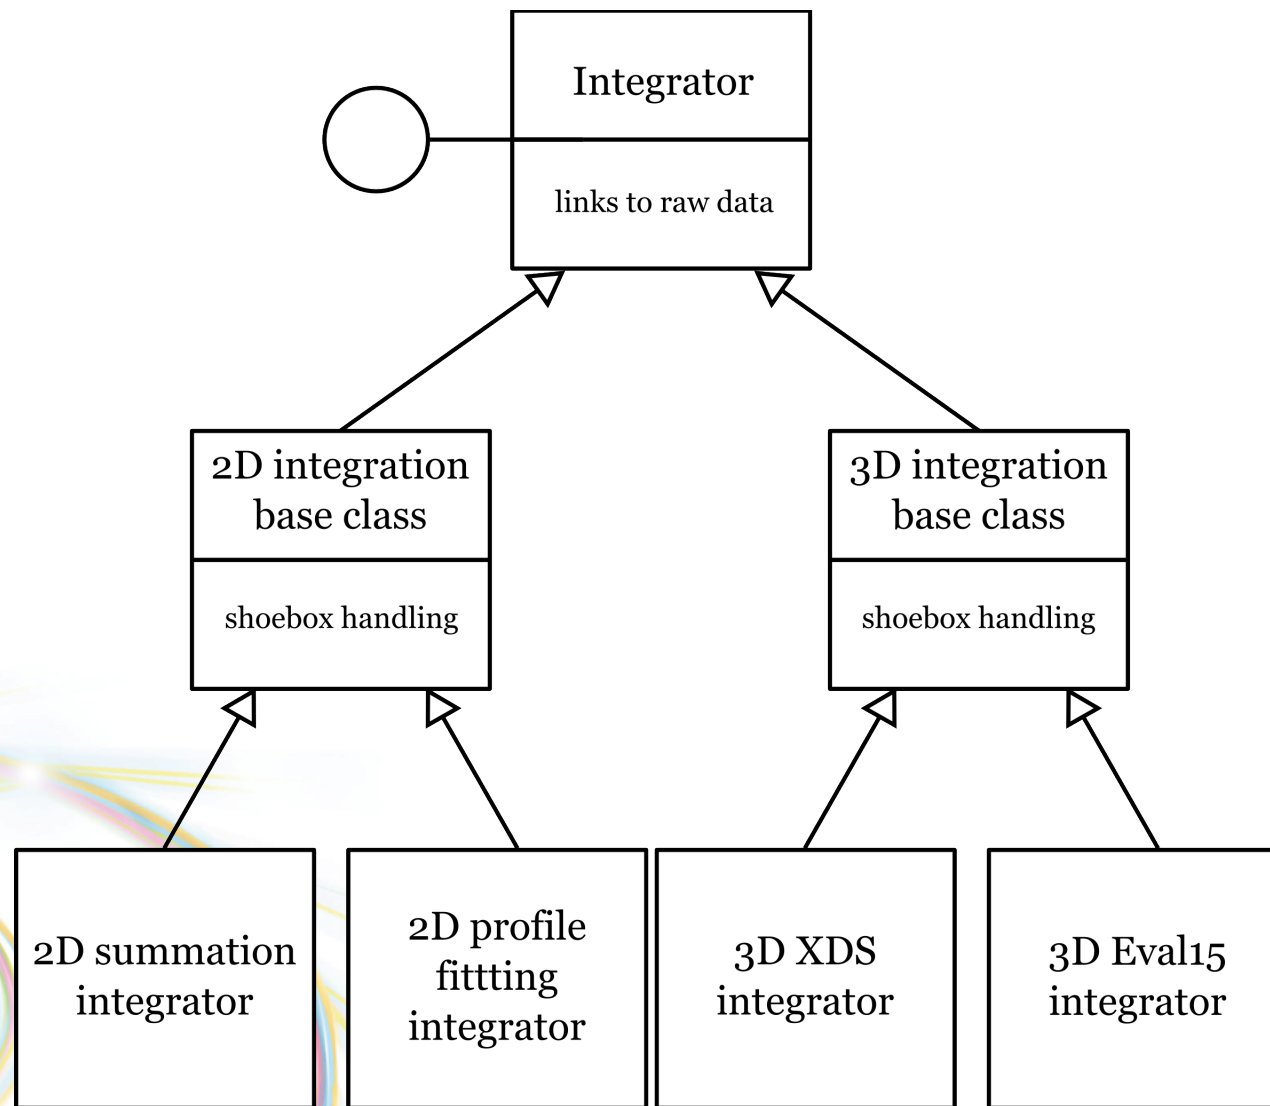 Integrator
links to raw data
2D integration
base class
shoebox handling
3D integration
base class
shoebox handling
2D summation
integrator
2D profile
fittting
integrator
3D XDS
integrator
3D Eval15
integrator